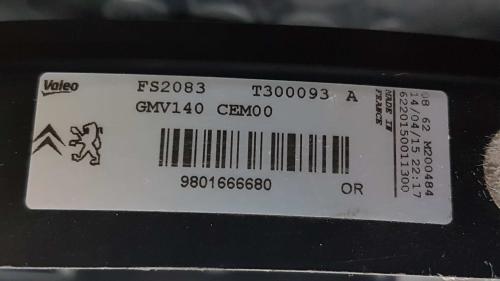 Valeo
FS2083 T300093 A
GMV140 CEM00
9801666680 OR
MADE IN
FRANCE
08 62 M200484
14/04/15 22:17
6220150011300